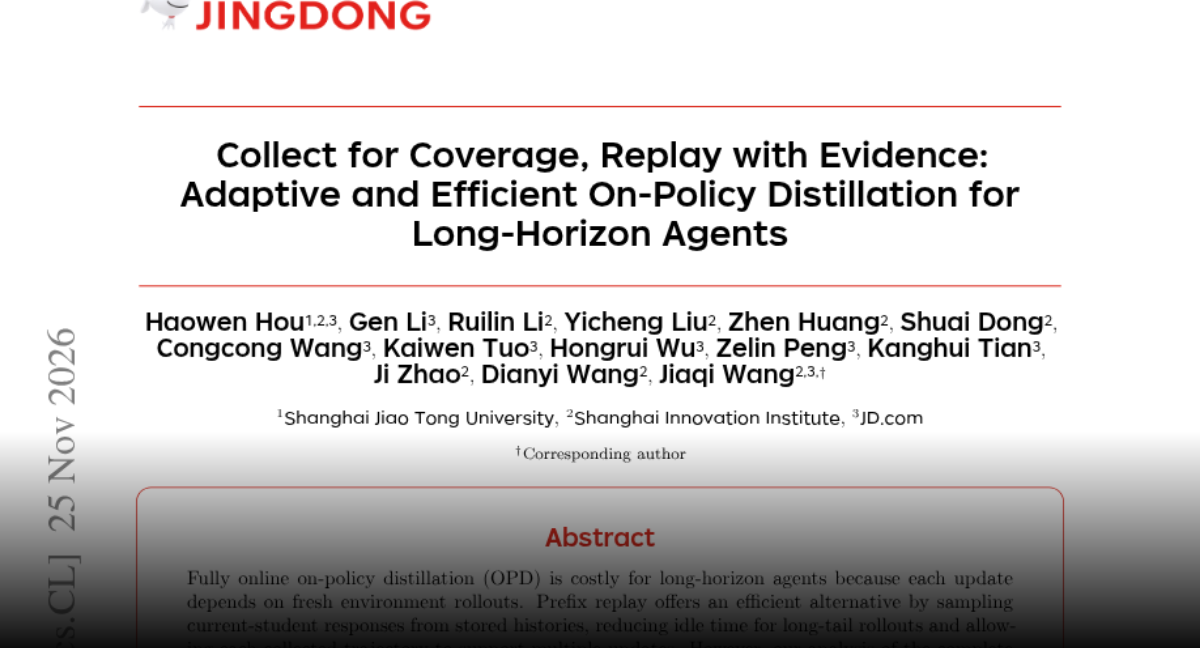 JINGDONG
Collect for Coverage, Replay with Evidence:
Adaptive and Efficient On-Policy Distillation for
Long-Horizon Agents
Haowen Hou1,2,3, Gen Li3, Ruilin Li2, Yicheng Liu2, Zhen Huang2, Shuai Dong2,
Congcong Wang3, Kaiwen Tuo3, Hongrui Wu3, Zelin Peng3, Kanghui Tian3,
Ji Zhao2, Dianyi Wang2, Jiaqi Wang2,3,†
1Shanghai Jiao Tong University, 2Shanghai Innovation Institute, 3JD.com
†Corresponding author
s.CL] 25 Nov 2026
Abstract
Fully online on-policy distillation (OPD) is costly for long-horizon agents because each update
depends on fresh environment rollouts. Prefix replay offers an efficient alternative by sampling
current-student responses from stored histories, reducing idle time for long-tail rollouts and allow-